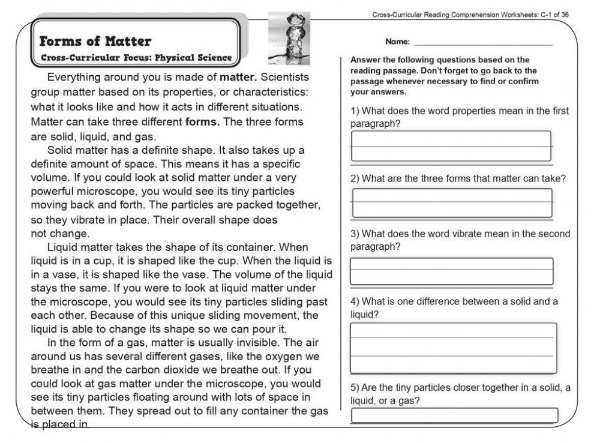 Cross-Curricular Reading Comprehension Worksheets: C-1 of 36
Forms of Matter
Cross-Curricular Focus: Physical Science
Everything around you is made of matter. Scientists
group matter based on its properties, or characteristics:
what it looks like and how it acts in different situations.
Matter can take three different forms. The three forms
are solid, liquid, and gas.
Solid matter has a definite shape. It also takes up a
definite amount of space. This means it has a specific
volume. If you could look at solid matter under a very
powerful microscope, you would see its tiny particles
moving back and forth. The particles are packed together,
so they vibrate in place. Their overall shape does
not change.
Liquid matter takes the shape of its container. When
liquid is in a cup, it is shaped like the cup. When the liquid is
in a vase, it is shaped like the vase. The volume of the liquid
stays the same. If you were to look at liquid matter under
the microscope, you would see its tiny particles sliding past
each other. Because of this unique sliding movement, the
liquid is able to change its shape so we can pour it.
In the form of a gas, matter is usually invisible. The air
around us has several different gases, like the oxygen we
breathe in and the carbon dioxide we breathe out. If you
could look at gas matter under the microscope, you would
see its tiny particles floating around with lots of space in
between them. They spread out to fill any container the gas
is placed in.
Name:
Answer the following questions based on the
reading passage. Don't forget to go back to the
passage whenever necessary to find or confirm
your answers.
1) What does the word properties mean in the first
paragraph?
2) What are the three forms that matter can take?
3) What does the word vibrate mean in the second
paragraph?
4) What is one difference between a solid and a
liquid?
5) Are the tiny particles closer together in a solid, a
liquid, or a gas?